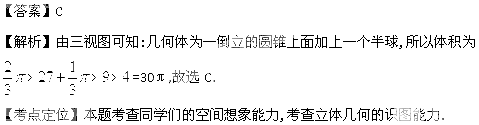 【答案】C
【解析】由三视图可知:几何体为一倒立的圆锥上面加上一个半球,所以体积为
2/3 π> 27+1/3 π> 9> 4=30π,故选 C.
【考点定位】本题考查同学们的空间想象能力,考查立体几何的识图能力.